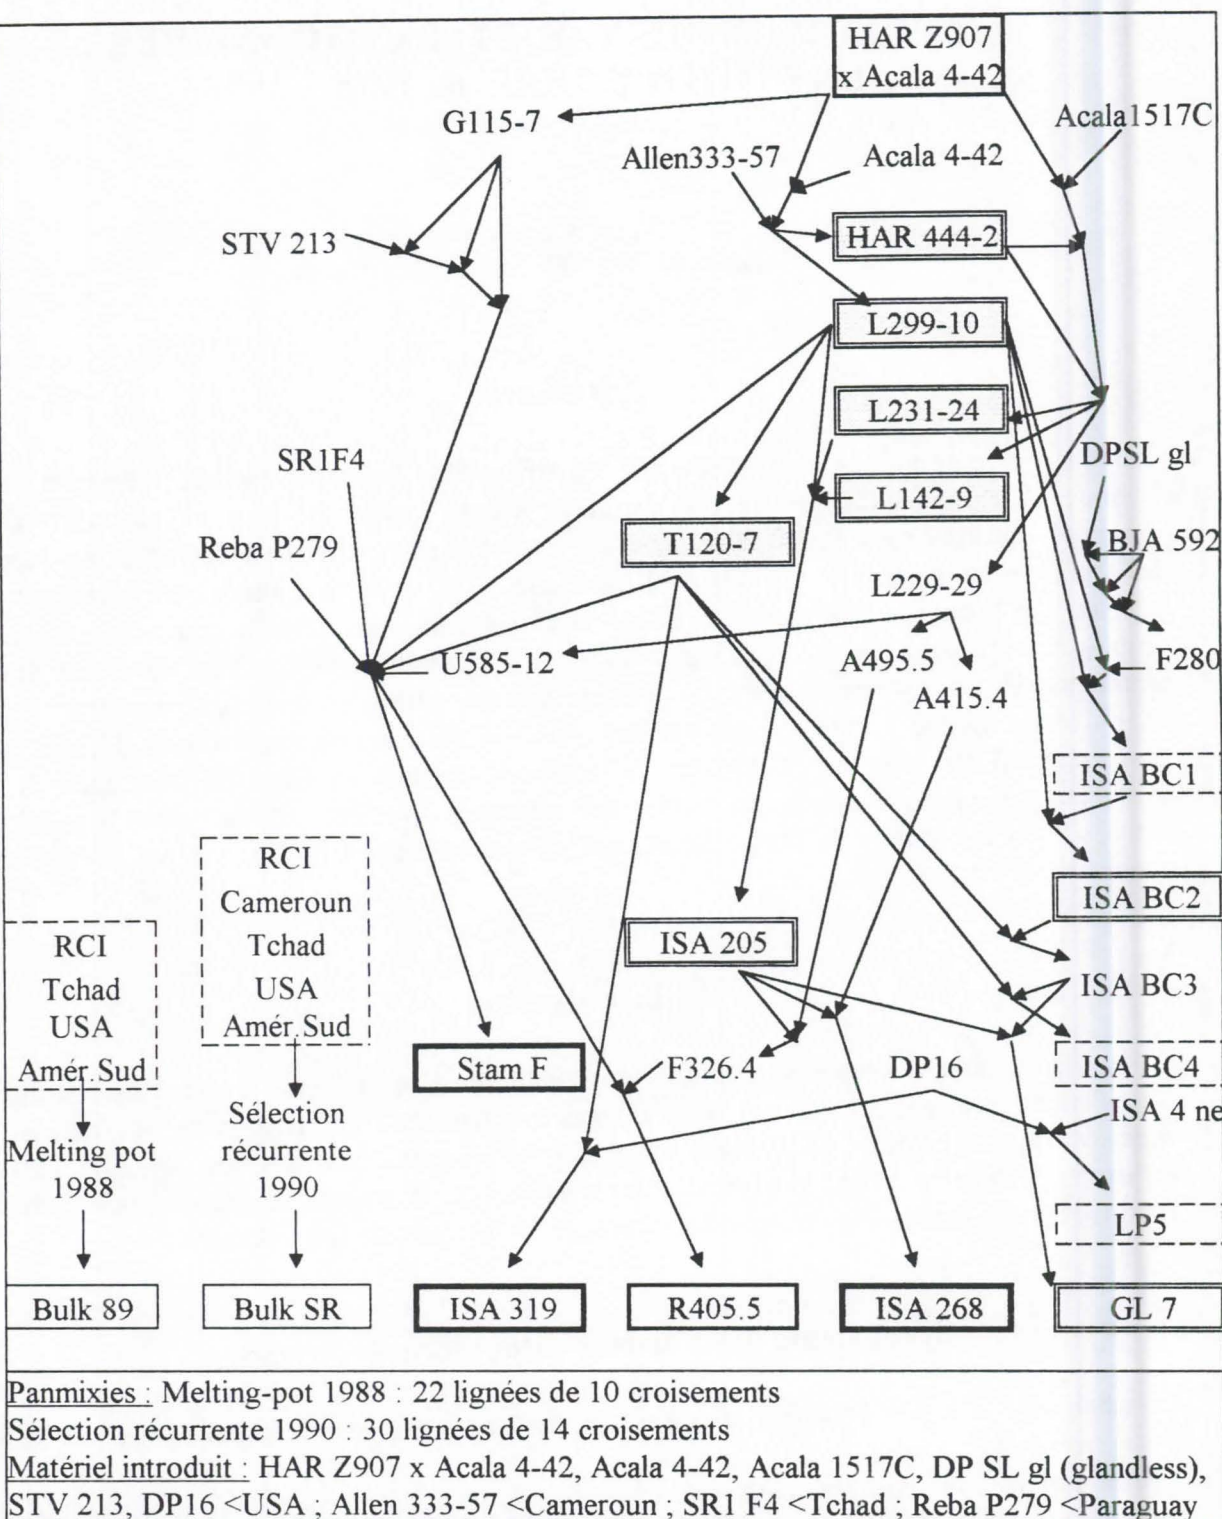 HAR Z907
x Acala 4-42
G115-7
Acala1517C
Allen333-57
Acala 4-42
STV 213
HAR 444-2
L299-10
L231-24
SR1F4
DPSL gl
L142-9
Reba P279
T120-7
BJA 592
L229-29
U585-12
A495.5
F280
A415.4
ISA BC1
RCI
Cameroun
Tchad
USA
Amér.Sud
ISA BC2
RCI
Tchad
USA
Amér.Sud
ISA 205
ISA BC3
Stam F
F326.4
DP16
ISA BC4
ISA 4 ne
Sélection
récurrente
1990
Melting pot
1988
LP5
Bulk 89
Bulk SR
ISA 319
R405.5
ISA 268
GL 7
Panmixies : Melting-pot 1988 : 22 lignées de 10 croisements
Sélection récurrente 1990 : 30 lignées de 14 croisements
Matériel introduit : HAR Z907 x Acala 4-42, Acala 4-42, Acala 1517C, DP SL gl (glandless),
STV 213, DP16 <USA ; Allen 333-57 <Cameroun ; SR1 F4 <Tchad ; Reba P279 <Paraguay